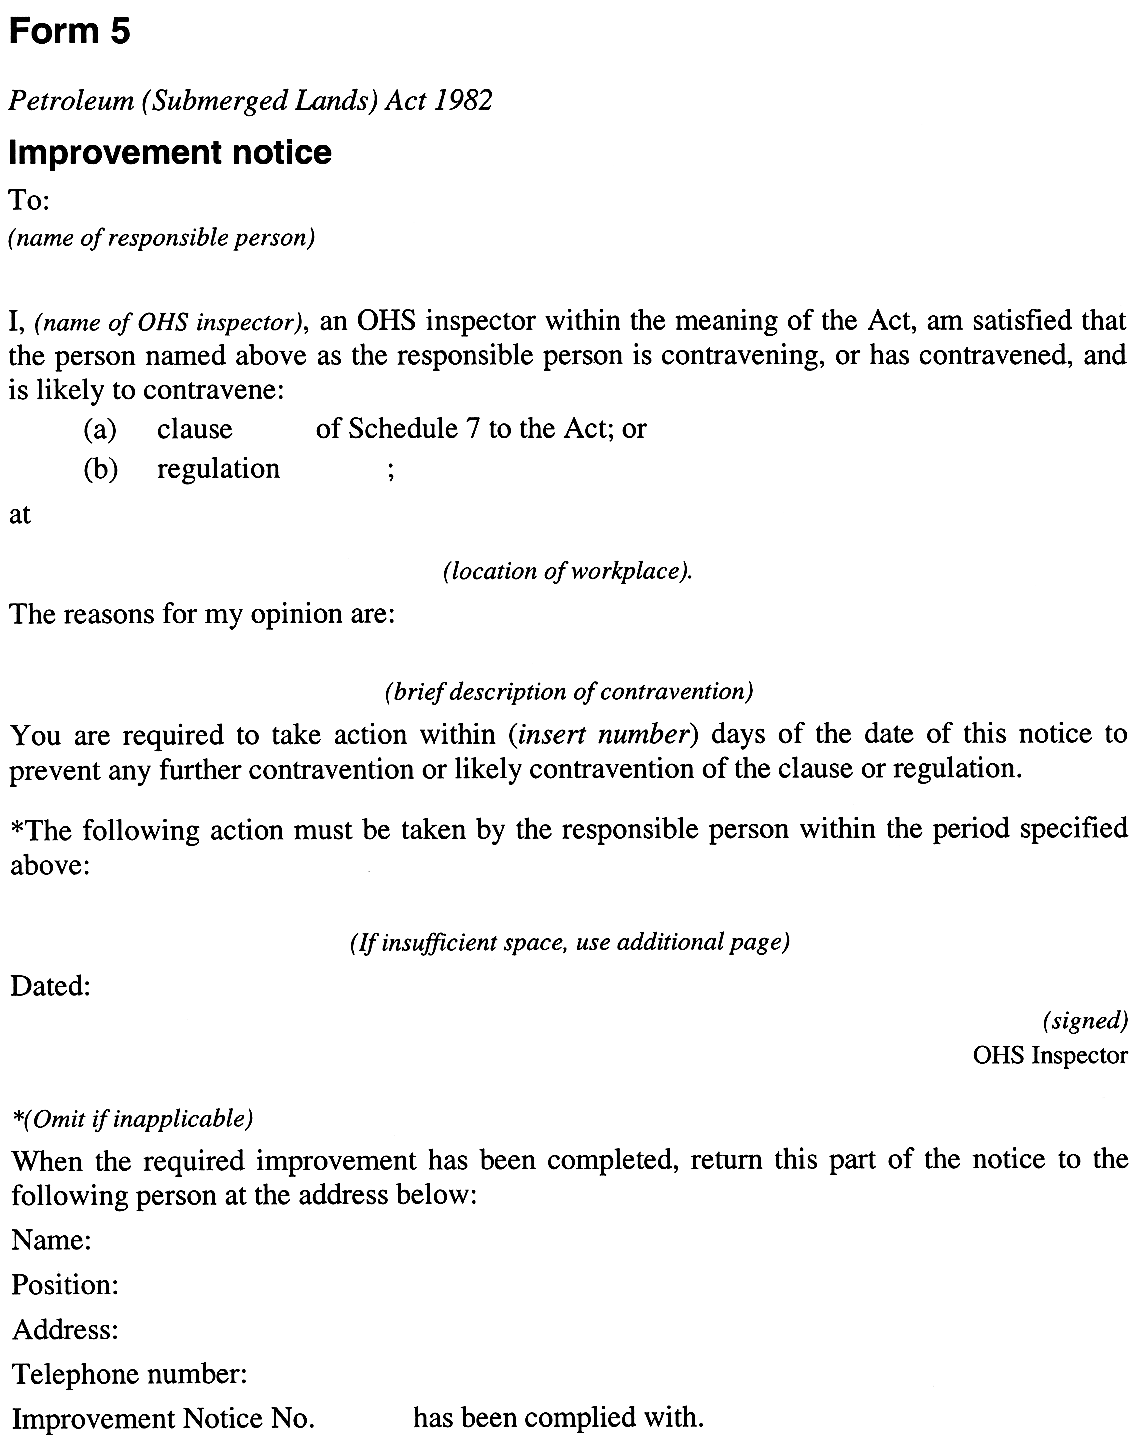 Form 5
Petroleum (Submerged Lands) Act 1982
Improvement notice
To:
(name of responsible person)
I, (name of OHS inspector), an OHS inspector within the meaning of the Act, am satisfied that
the person named above as the responsible person is contravening, or has contravened, and
is likely to contravene:
(a) clause of Schedule 7 to the Act; or
(b) regulation ;
at
(location of workplace).
The reasons for my opinion are:
(brief description of contravention)
You are required to take action within (insert number) days of the date of this notice to
prevent any further contravention or likely contravention of the clause or regulation.
*The following action must be taken by the responsible person within the period specified
above:
(If insufficient space, use additional page)
Dated:
(signed)
OHS Inspector
*(Omit if inapplicable)
When the required improvement has been completed, return this part of the notice to the
following person at the address below:
Name:
Position:
Address:
Telephone number:
Improvement Notice No. has been complied with.